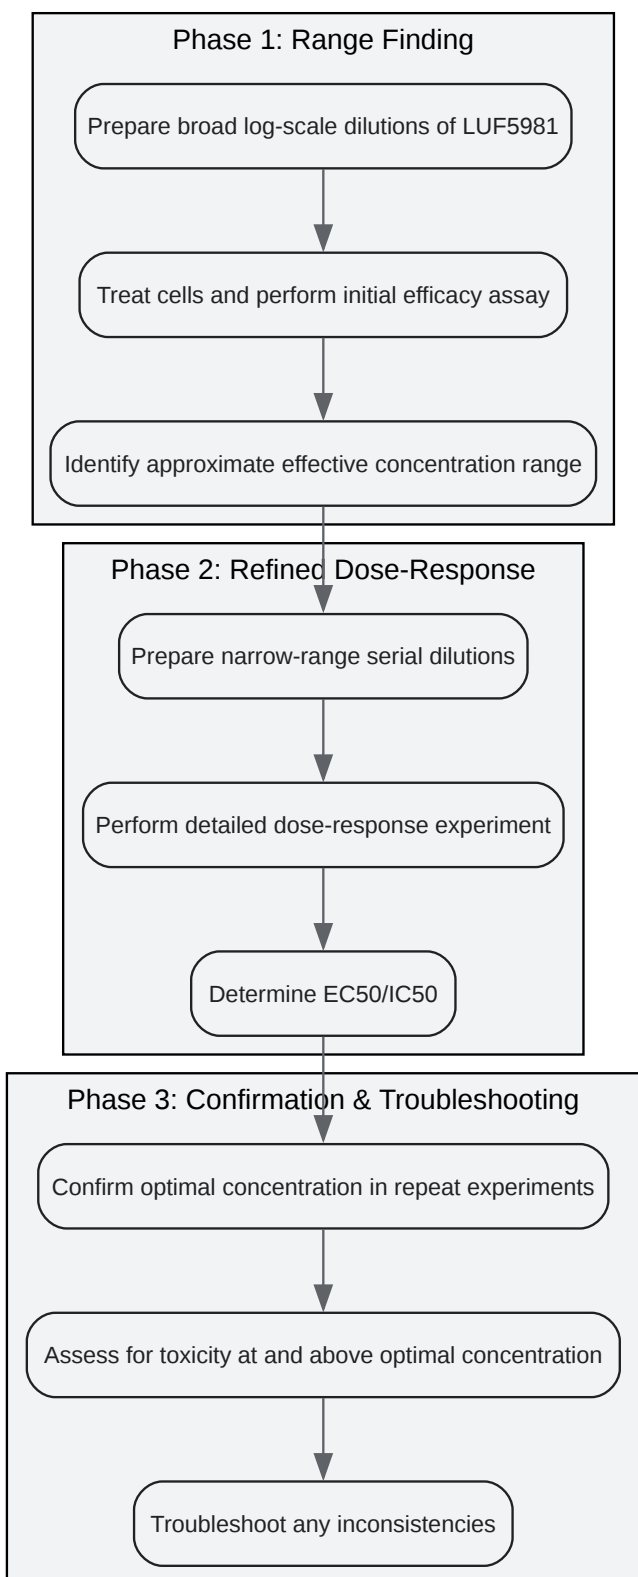 Phase 1: Range Finding
Prepare broad log-scale dilutions of LUF5981
Treat cells and perform initial efficacy assay
Identify approximate effective concentration range
Phase 2: Refined Dose-Response
Prepare narrow-range serial dilutions
Perform detailed dose-response experiment
Determine EC50/IC50
Phase 3: Confirmation & Troubleshooting
Confirm optimal concentration in repeat experiments
Assess for toxicity at and above optimal concentration
Troubleshoot any inconsistencies